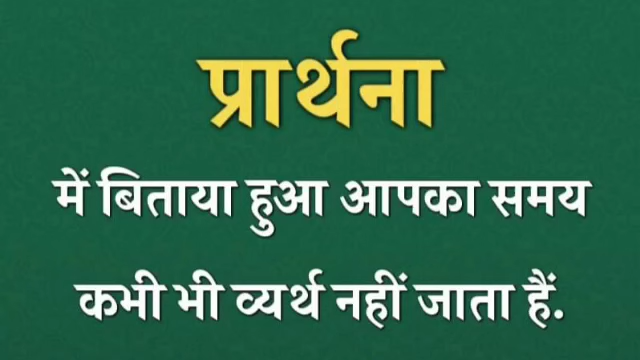 प्रार्थना
में बिताया हुआ आपका समय
कभी भी व्यर्थ नहीं जाता हैं.